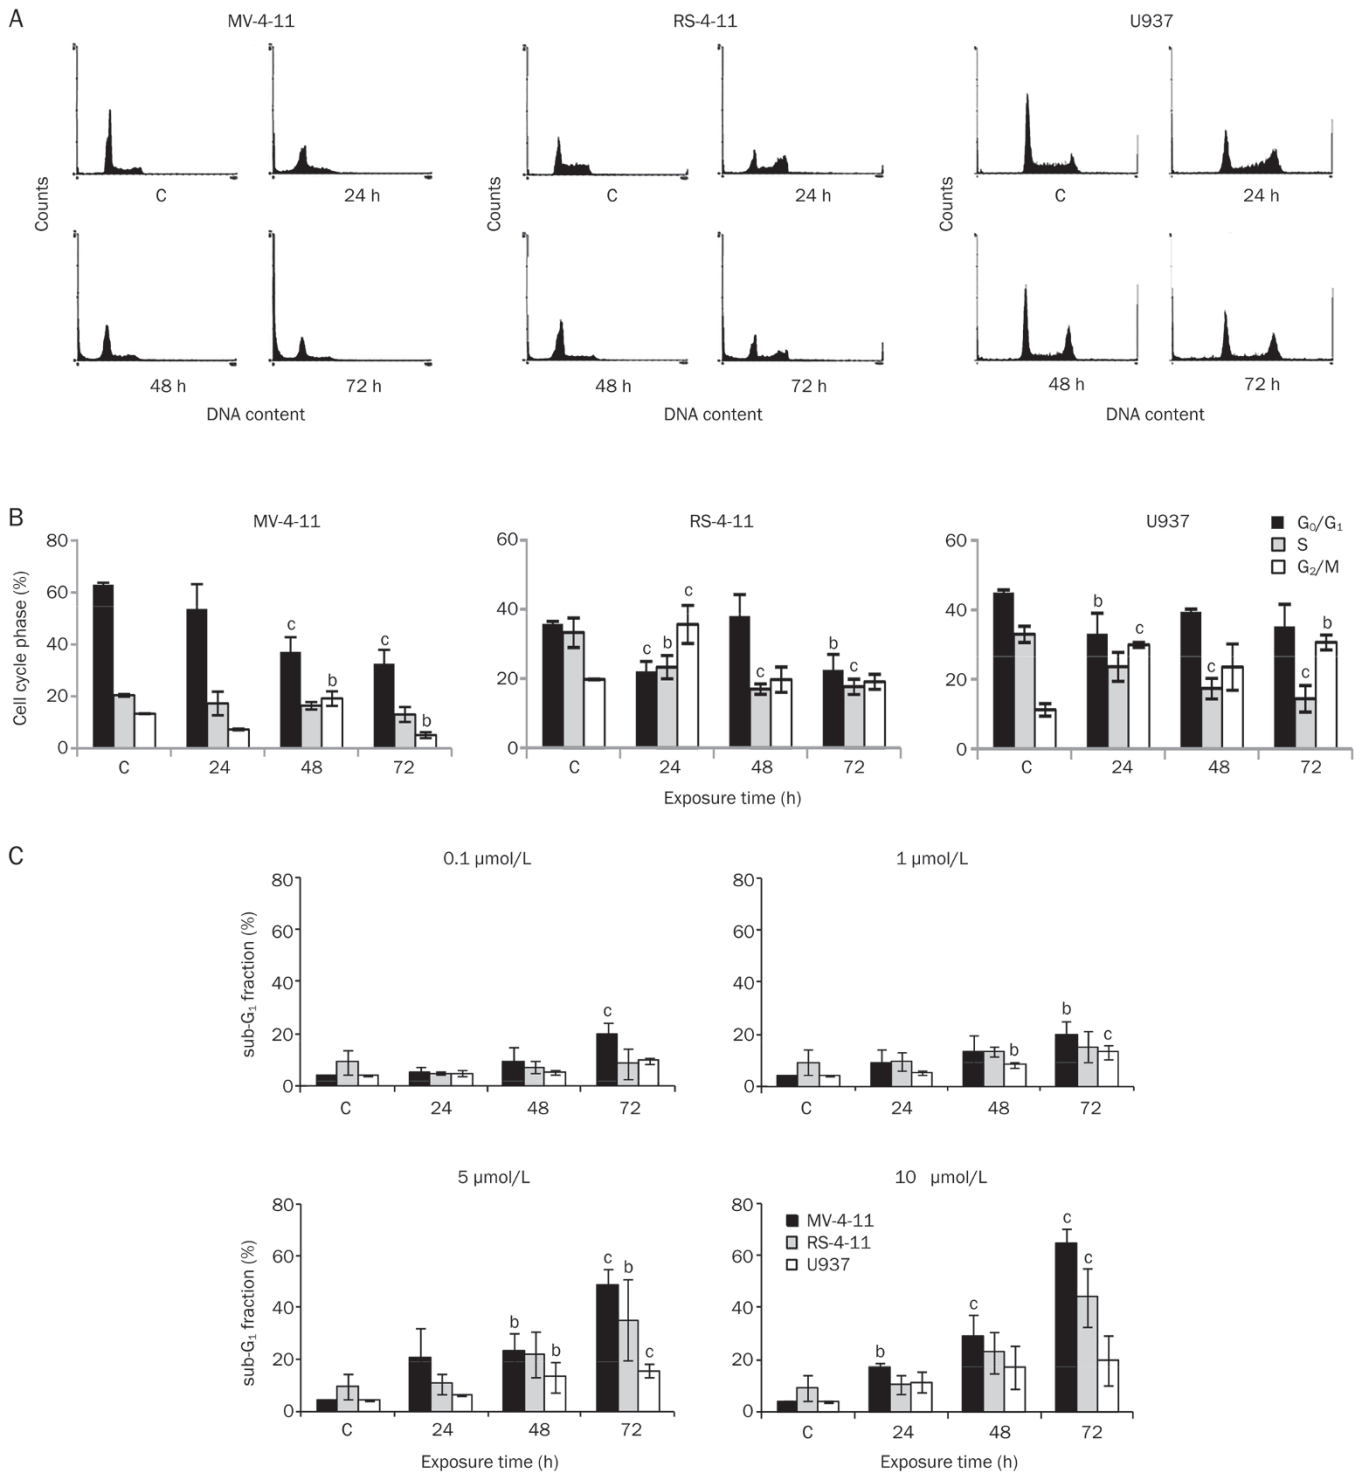 A
MV-4-11
RS-4-11
U937
Counts
Counts
Counts
C
24 h
C
24 h
C
24 h
48 h
72 h
48 h
72 h
48 h
72 h
DNA content
DNA content
DNA content
B
MV-4-11
RS-4-11
U937
G₀/G₁
S
G₂/M
Cell cycle phase (%)
80
60
40
20
0
c
c
b
b
C
24
48
72
60
40
20
0
c
b
c
c
b
c
C
24
48
72
60
40
20
0
b
c
c
c
b
C
24
48
72
Exposure time (h)
C
0.1 µmol/L
sub-G₁ fraction (%)
80
60
40
20
0
c
C
24
48
72
1 µmol/L
80
60
40
20
0
b
b
c
C
24
48
72
5 µmol/L
sub-G₁ fraction (%)
80
60
40
20
0
b
b
c
b
c
C
24
48
72
Exposure time (h)
10 µmol/L
MV-4-11
RS-4-11
U937
80
60
40
20
0
b
c
c
c
C
24
48
72
Exposure time (h)